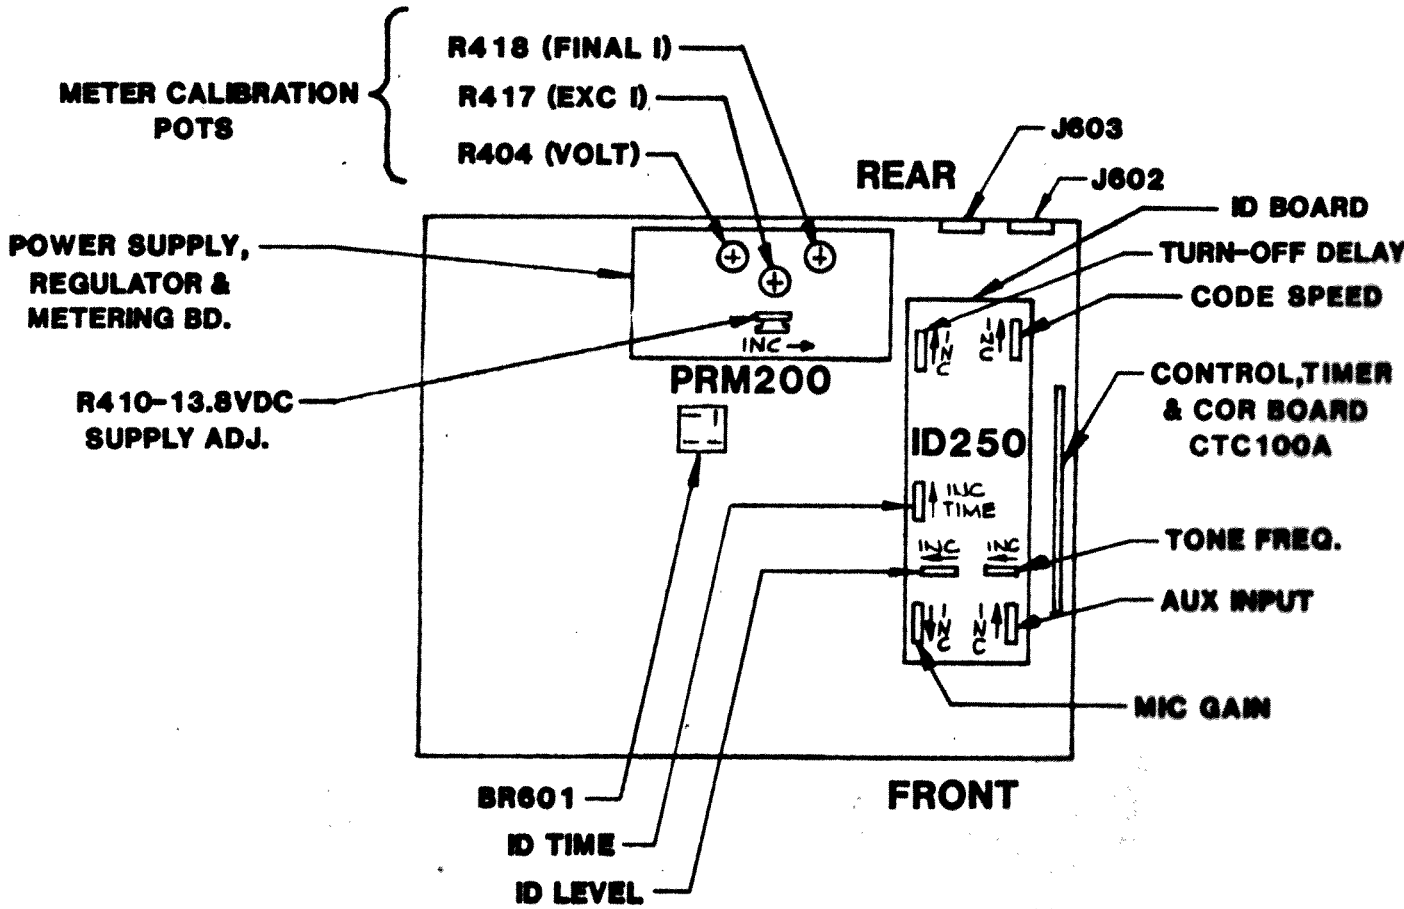 R418 (FINAL I)
METER CALIBRATION
POTS
R417 (EXC I)
R404 (VOLT)
REAR
J603
J602
ID BOARD
TURN-OFF DELAY
CODE SPEED
POWER SUPPLY,
REGULATOR &
METERING BD.
INC
PRM200
R410-13.8VDC
SUPPLY ADJ.
INC
INC
CONTROL, TIMER
& COR BOARD
CTC100A
ID250
INC
TIME
INC
INC
TONE FREQ.
AUX INPUT
INC
INC
MIC GAIN
FRONT
BR601
ID TIME
ID LEVEL